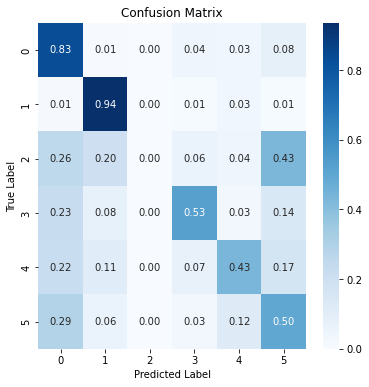 Confusion Matrix
0 0.83 0.01 0.00 0.04 0.03 0.08
1 0.01 0.94 0.00 0.01 0.03 0.01
2 0.26 0.20 0.00 0.06 0.04 0.43
3 0.23 0.08 0.00 0.53 0.03 0.14
4 0.22 0.11 0.00 0.07 0.43 0.17
5 0.29 0.06 0.00 0.03 0.12 0.50
0 1 2 3 4 5
True Label
Predicted Label
0.8
0.6
0.4
0.2
0.0